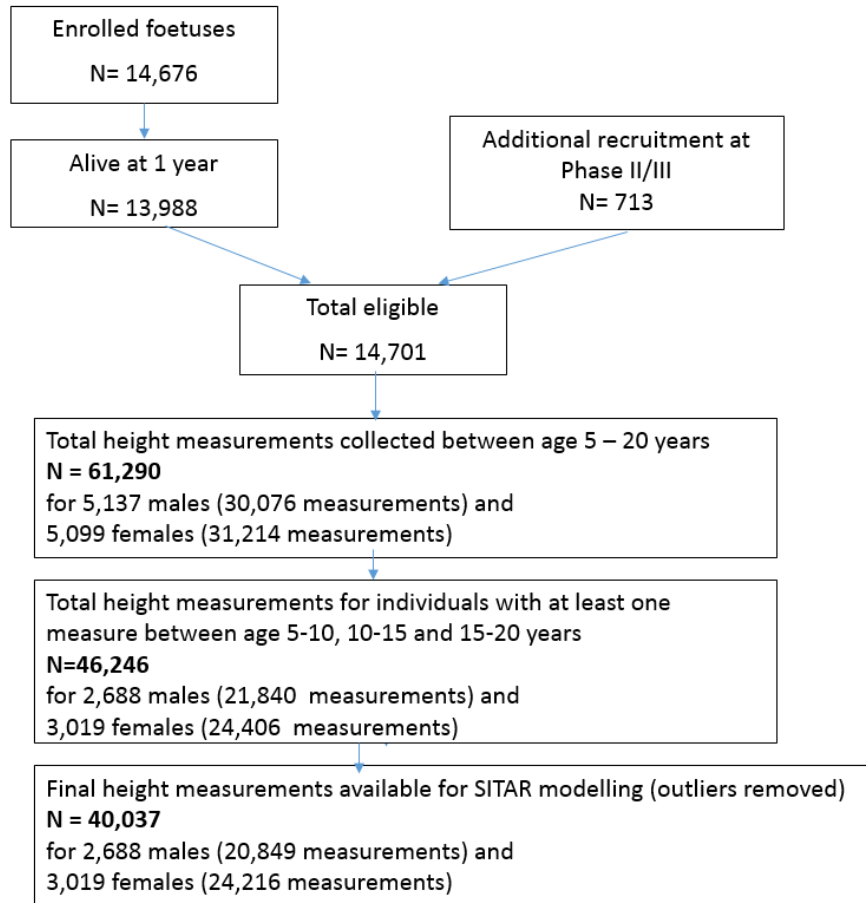 Enrolled foetuses
N= 14,676
Alive at 1 year
N= 13,988
Additional recruitment at
Phase II/III
N= 713
Total eligible
N= 14,701
Total height measurements collected between age 5 – 20 years
N = 61,290
for 5,137 males (30,076 measurements) and
5,099 females (31,214 measurements)
Total height measurements for individuals with at least one
measure between age 5-10, 10-15 and 15-20 years
N=46,246
for 2,688 males (21,840  measurements) and
3,019 females (24,406  measurements)
Final height measurements available for SITAR modelling (outliers removed)
N = 40,037
for 2,688 males (20,849 measurements) and
3,019 females (24,216 measurements)